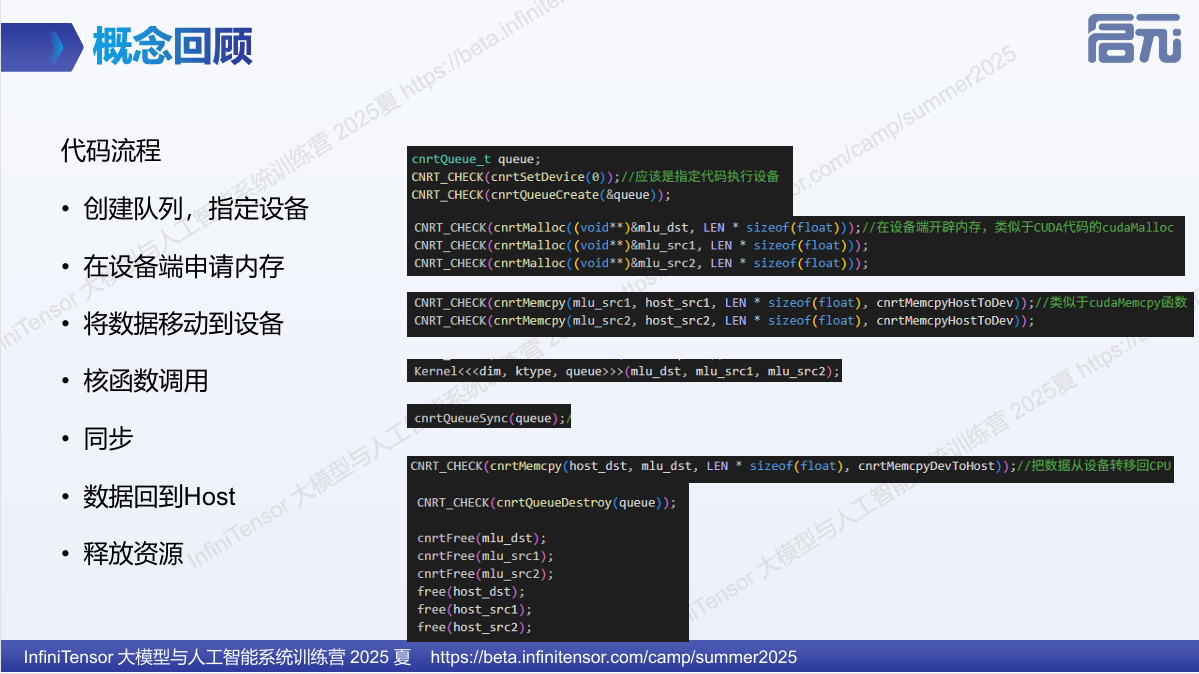 概念回顾
启元
代码流程
• 创建队列，指定设备
• 在设备端申请内存
• 将数据移动到设备
• 核函数调用
• 同步
• 数据回到Host
• 释放资源
cnrtQueue_t queue;
CNRT_CHECK(cnrtSetDevice(0));//应该是指定代码执行设备
CNRT_CHECK(cnrtQueueCreate(&queue));
CNRT_CHECK(cnrtMalloc((void**)&mlu_dst, LEN * sizeof(float)));//在设备端开辟内存，类似于CUDA代码的cudaMalloc
CNRT_CHECK(cnrtMalloc((void**)&mlu_src1, LEN * sizeof(float)));
CNRT_CHECK(cnrtMalloc((void**)&mlu_src2, LEN * sizeof(float)));
CNRT_CHECK(cnrtMemcpy(mlu_src1, host_src1, LEN * sizeof(float), cnrtMemcpyHostToDev));//类似于cudaMemcpy函数
CNRT_CHECK(cnrtMemcpy(mlu_src2, host_src2, LEN * sizeof(float), cnrtMemcpyHostToDev));
Kernel<<<dim, ktype, queue>>>(mlu_dst, mlu_src1, mlu_src2);
cnrtQueueSync(queue);/
CNRT_CHECK(cnrtMemcpy(host_dst, mlu_dst, LEN * sizeof(float), cnrtMemcpyDevToHost));//把数据从设备转移回CPU
CNRT_CHECK(cnrtQueueDestroy(queue));
cnrtFree(mlu_dst);
cnrtFree(mlu_src1);
cnrtFree(mlu_src2);
free(host_dst);
free(host_src1);
free(host_src2);
InfiniTensor 大模型与人工智能系统训练营 2025 夏 https://beta.infinitensor.com/camp/summer2025